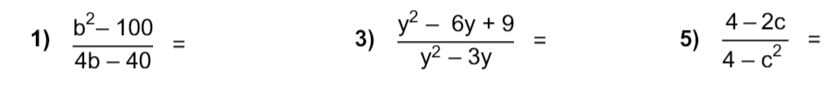 1) b²– 100 / 4b – 40 =
3) y² – 6y + 9 / y² – 3y =
5) 4 – 2c / 4 – c² =